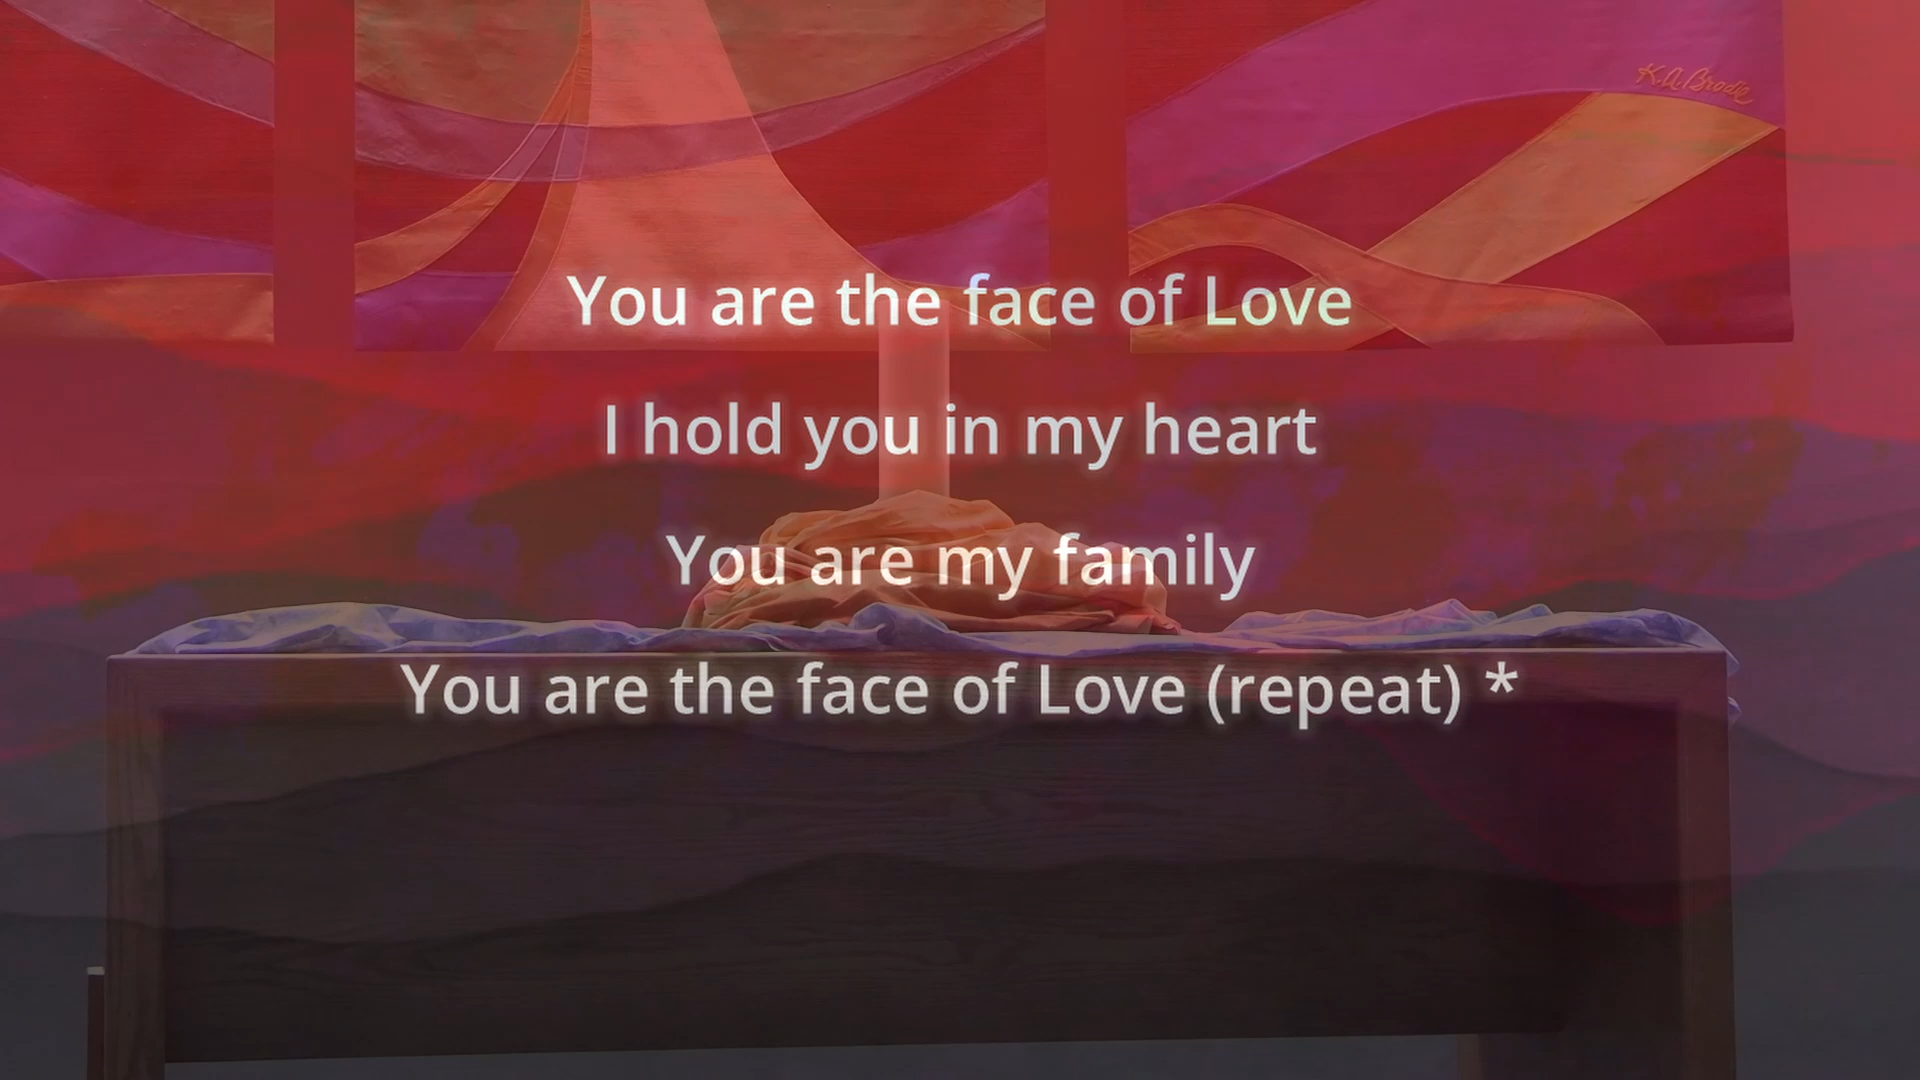 K.A. Brodie
You are the face of Love
I hold you in my heart
You are my family
You are the face of Love (repeat) *